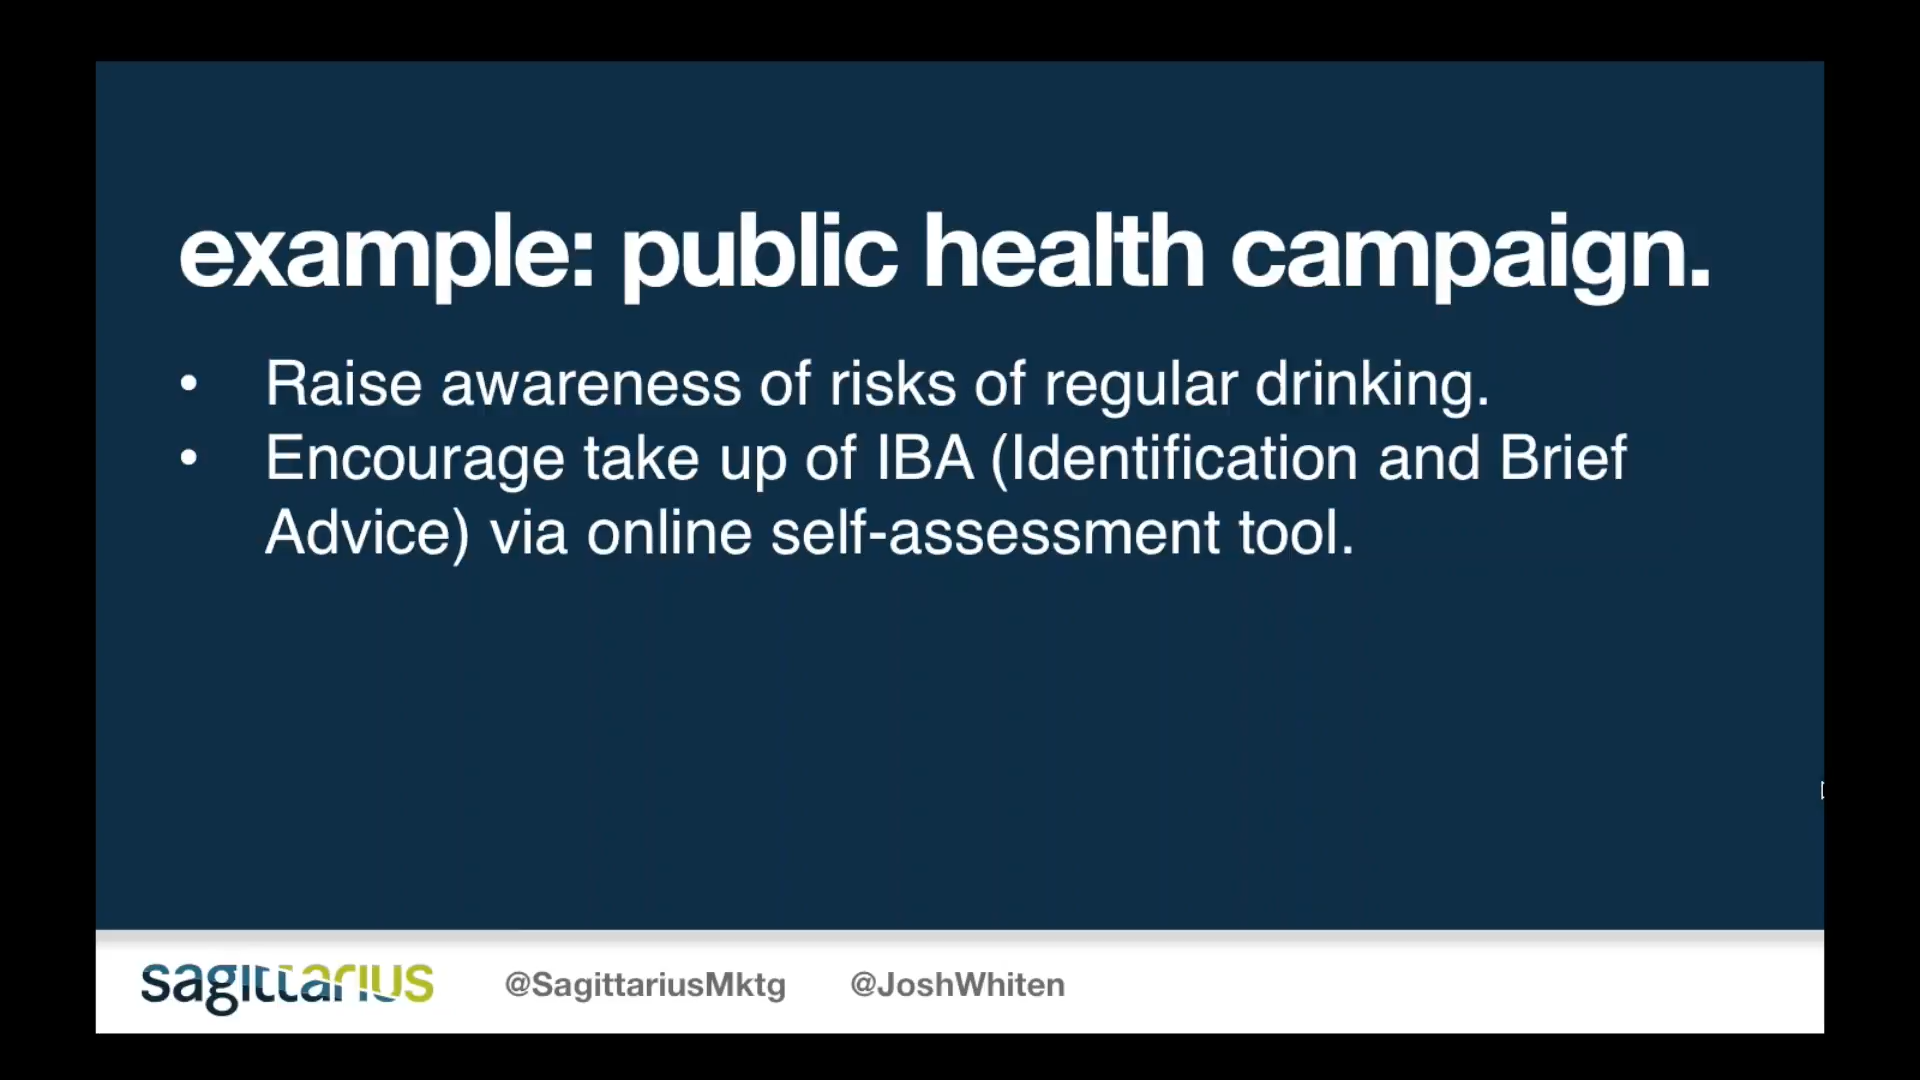 example: public health campaign.
• Raise awareness of risks of regular drinking.
• Encourage take up of IBA (Identification and Brief
Advice) via online self-assessment tool.
sagittarius @SagittariusMktg @JoshWhiten